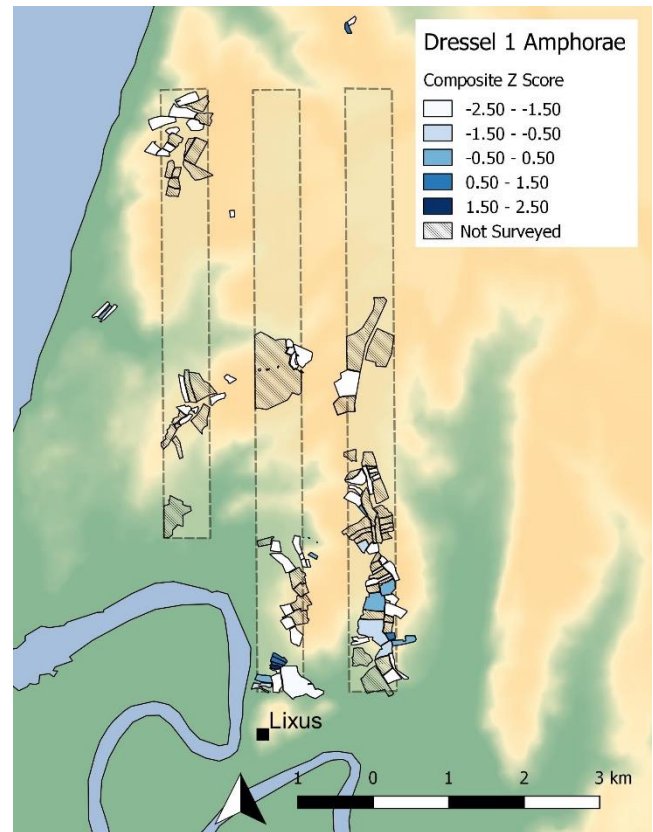 Dressel 1 Amphorae
Composite Z Score
-2.50 - -1.50
-1.50 - -0.50
-0.50 - 0.50
0.50 - 1.50
1.50 - 2.50
Not Surveyed
Lixus
1 0 1 2 3 km